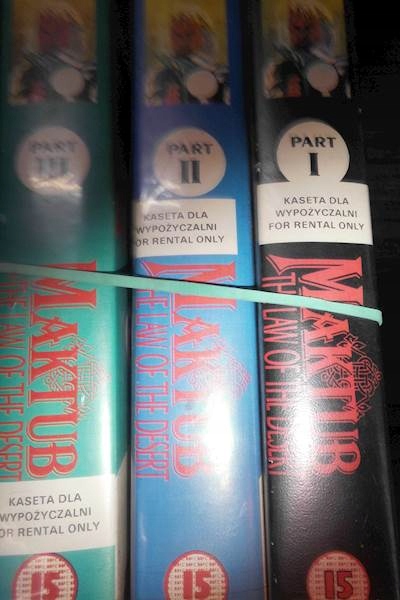 PART
III
MAKTUB
THE LAW OF THE DESERT
KASETA DLA
WYPOŻYCZALNI
FOR RENTAL ONLY
15
PART
II
KASETA DLA
WYPOŻYCZALNI
FOR RENTAL ONLY
MAKTUB
THE LAW OF THE DESERT
15
PART
I
KASETA DLA
WYPOŻYCZALNI
FOR RENTAL ONLY
MAKTUB
THE LAW OF THE DESERT
15